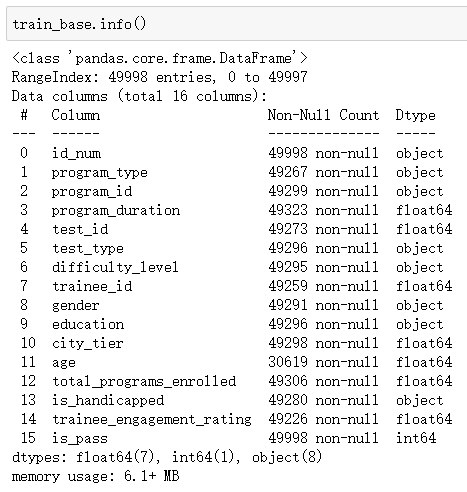 train_base.info()
<class 'pandas.core.frame.DataFrame'>
RangeIndex: 49998 entries, 0 to 49997
Data columns (total 16 columns):
 #   Column                   Non-Null Count  Dtype
---  ------                   --------------  -----
 0   id_num                   49998 non-null  object
 1   program_type             49267 non-null  object
 2   program_id               49299 non-null  object
 3   program_duration         49323 non-null  float64
 4   test_id                  49273 non-null  float64
 5   test_type                49296 non-null  object
 6   difficulty_level         49295 non-null  object
 7   trainee_id               49259 non-null  float64
 8   gender                   49291 non-null  object
 9   education                49296 non-null  object
 10  city_tier                49298 non-null  float64
 11  age                      30619 non-null  float64
 12  total_programs_enrolled  49306 non-null  float64
 13  is_handicapped           49280 non-null  object
 14  trainee_engagement_rating 49226 non-null  float64
 15  is_pass                  49998 non-null  int64
dtypes: float64(7), int64(1), object(8)
memory usage: 6.1+ MB